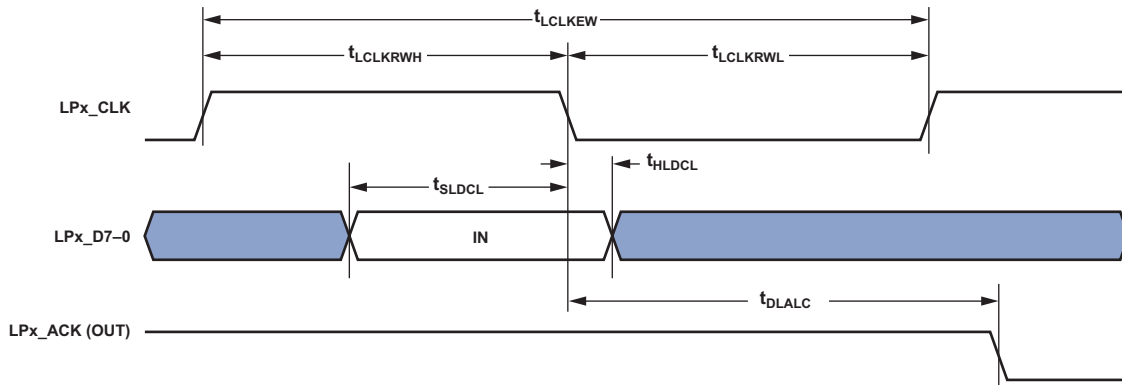 tLCLKEW
tLCLKRWH
tLCLKRWL
LPx_CLK
tHLDCL
tSLDCL
LPx_D7–0
IN
tDLALC
LPx_ACK (OUT)